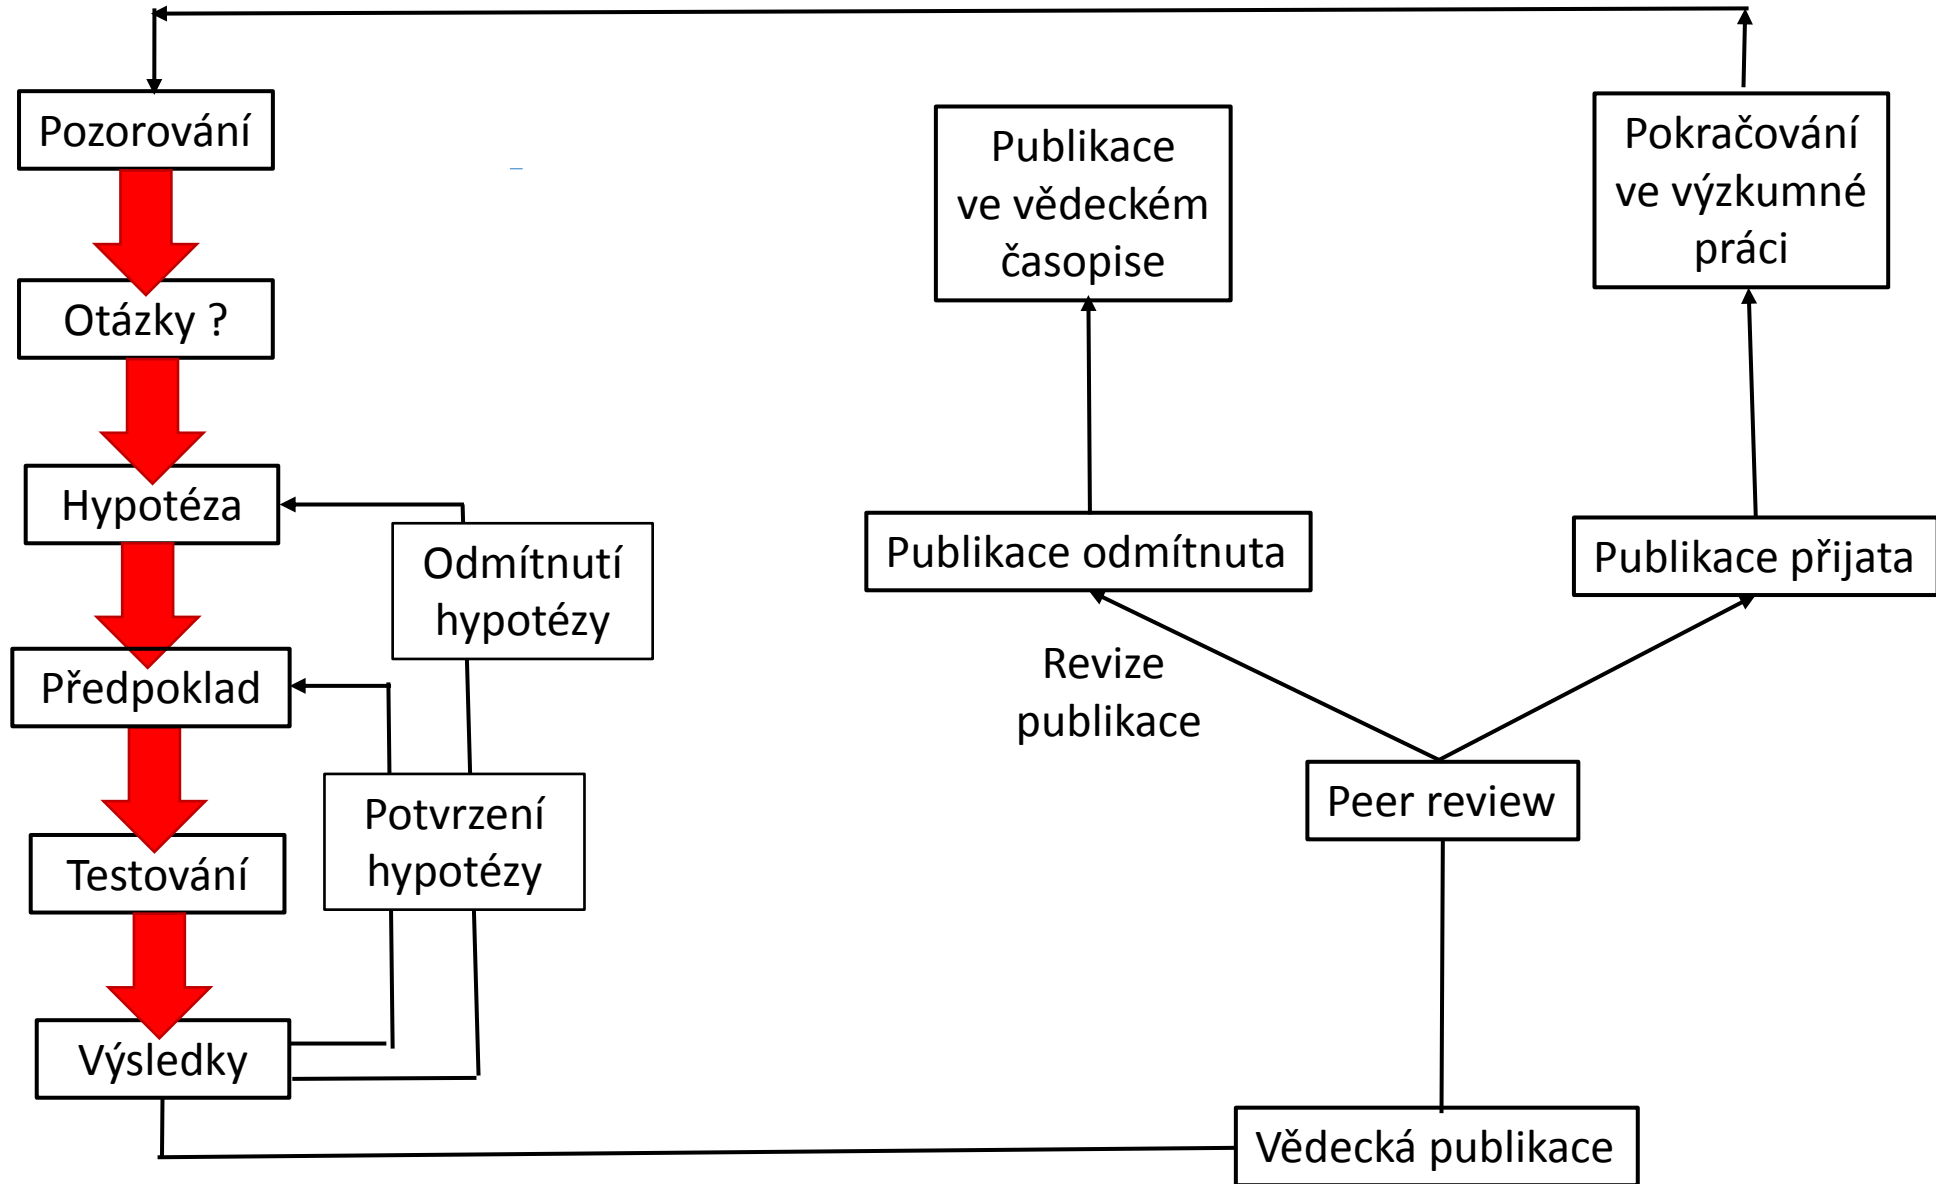 Pozorování
Otázky ?
Hypotéza
Předpoklad
Testování
Výsledky
Odmítnutí
hypotézy
Potvrzení
hypotézy
Publikace
ve vědeckém
časopise
Publikace odmítnuta
Revize
publikace
Pokračování
ve výzkumné
práci
Publikace přijata
Peer review
Vědecká publikace